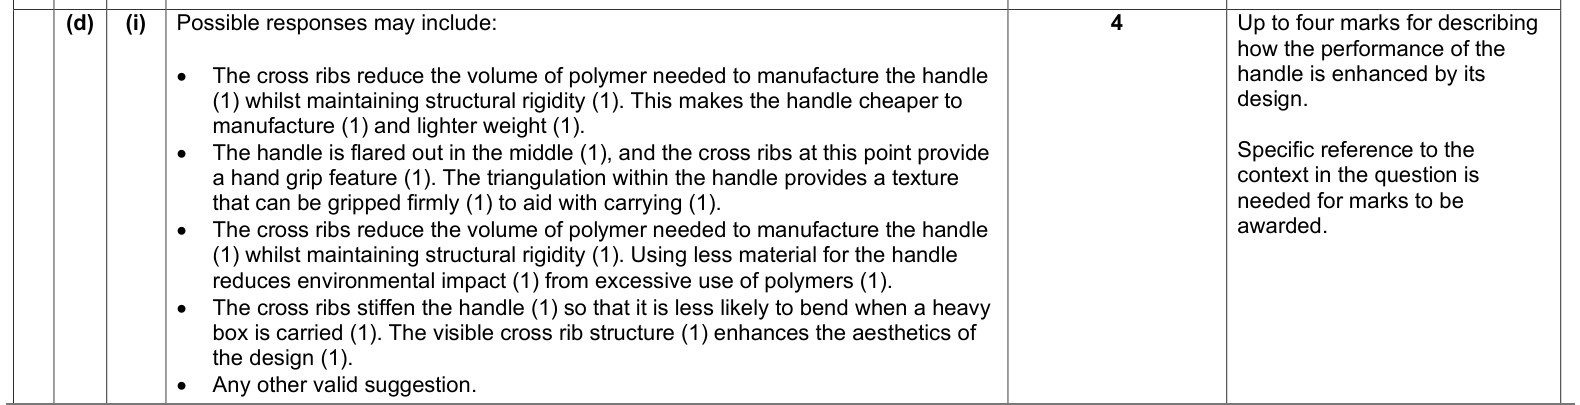 (d) (i) Possible responses may include: 4 Up to four marks for describing
how the performance of the
• The cross ribs reduce the volume of polymer needed to manufacture the handle handle is enhanced by its
(1) whilst maintaining structural rigidity (1). This makes the handle cheaper to design.
manufacture (1) and lighter weight (1).
• The handle is flared out in the middle (1), and the cross ribs at this point provide Specific reference to the
a hand grip feature (1). The triangulation within the handle provides a texture context in the question is
that can be gripped firmly (1) to aid with carrying (1). needed for marks to be
• The cross ribs reduce the volume of polymer needed to manufacture the handle awarded.
(1) whilst maintaining structural rigidity (1). Using less material for the handle
reduces environmental impact (1) from excessive use of polymers (1).
• The cross ribs stiffen the handle (1) so that it is less likely to bend when a heavy
box is carried (1). The visible cross rib structure (1) enhances the aesthetics of
the design (1).
• Any other valid suggestion.